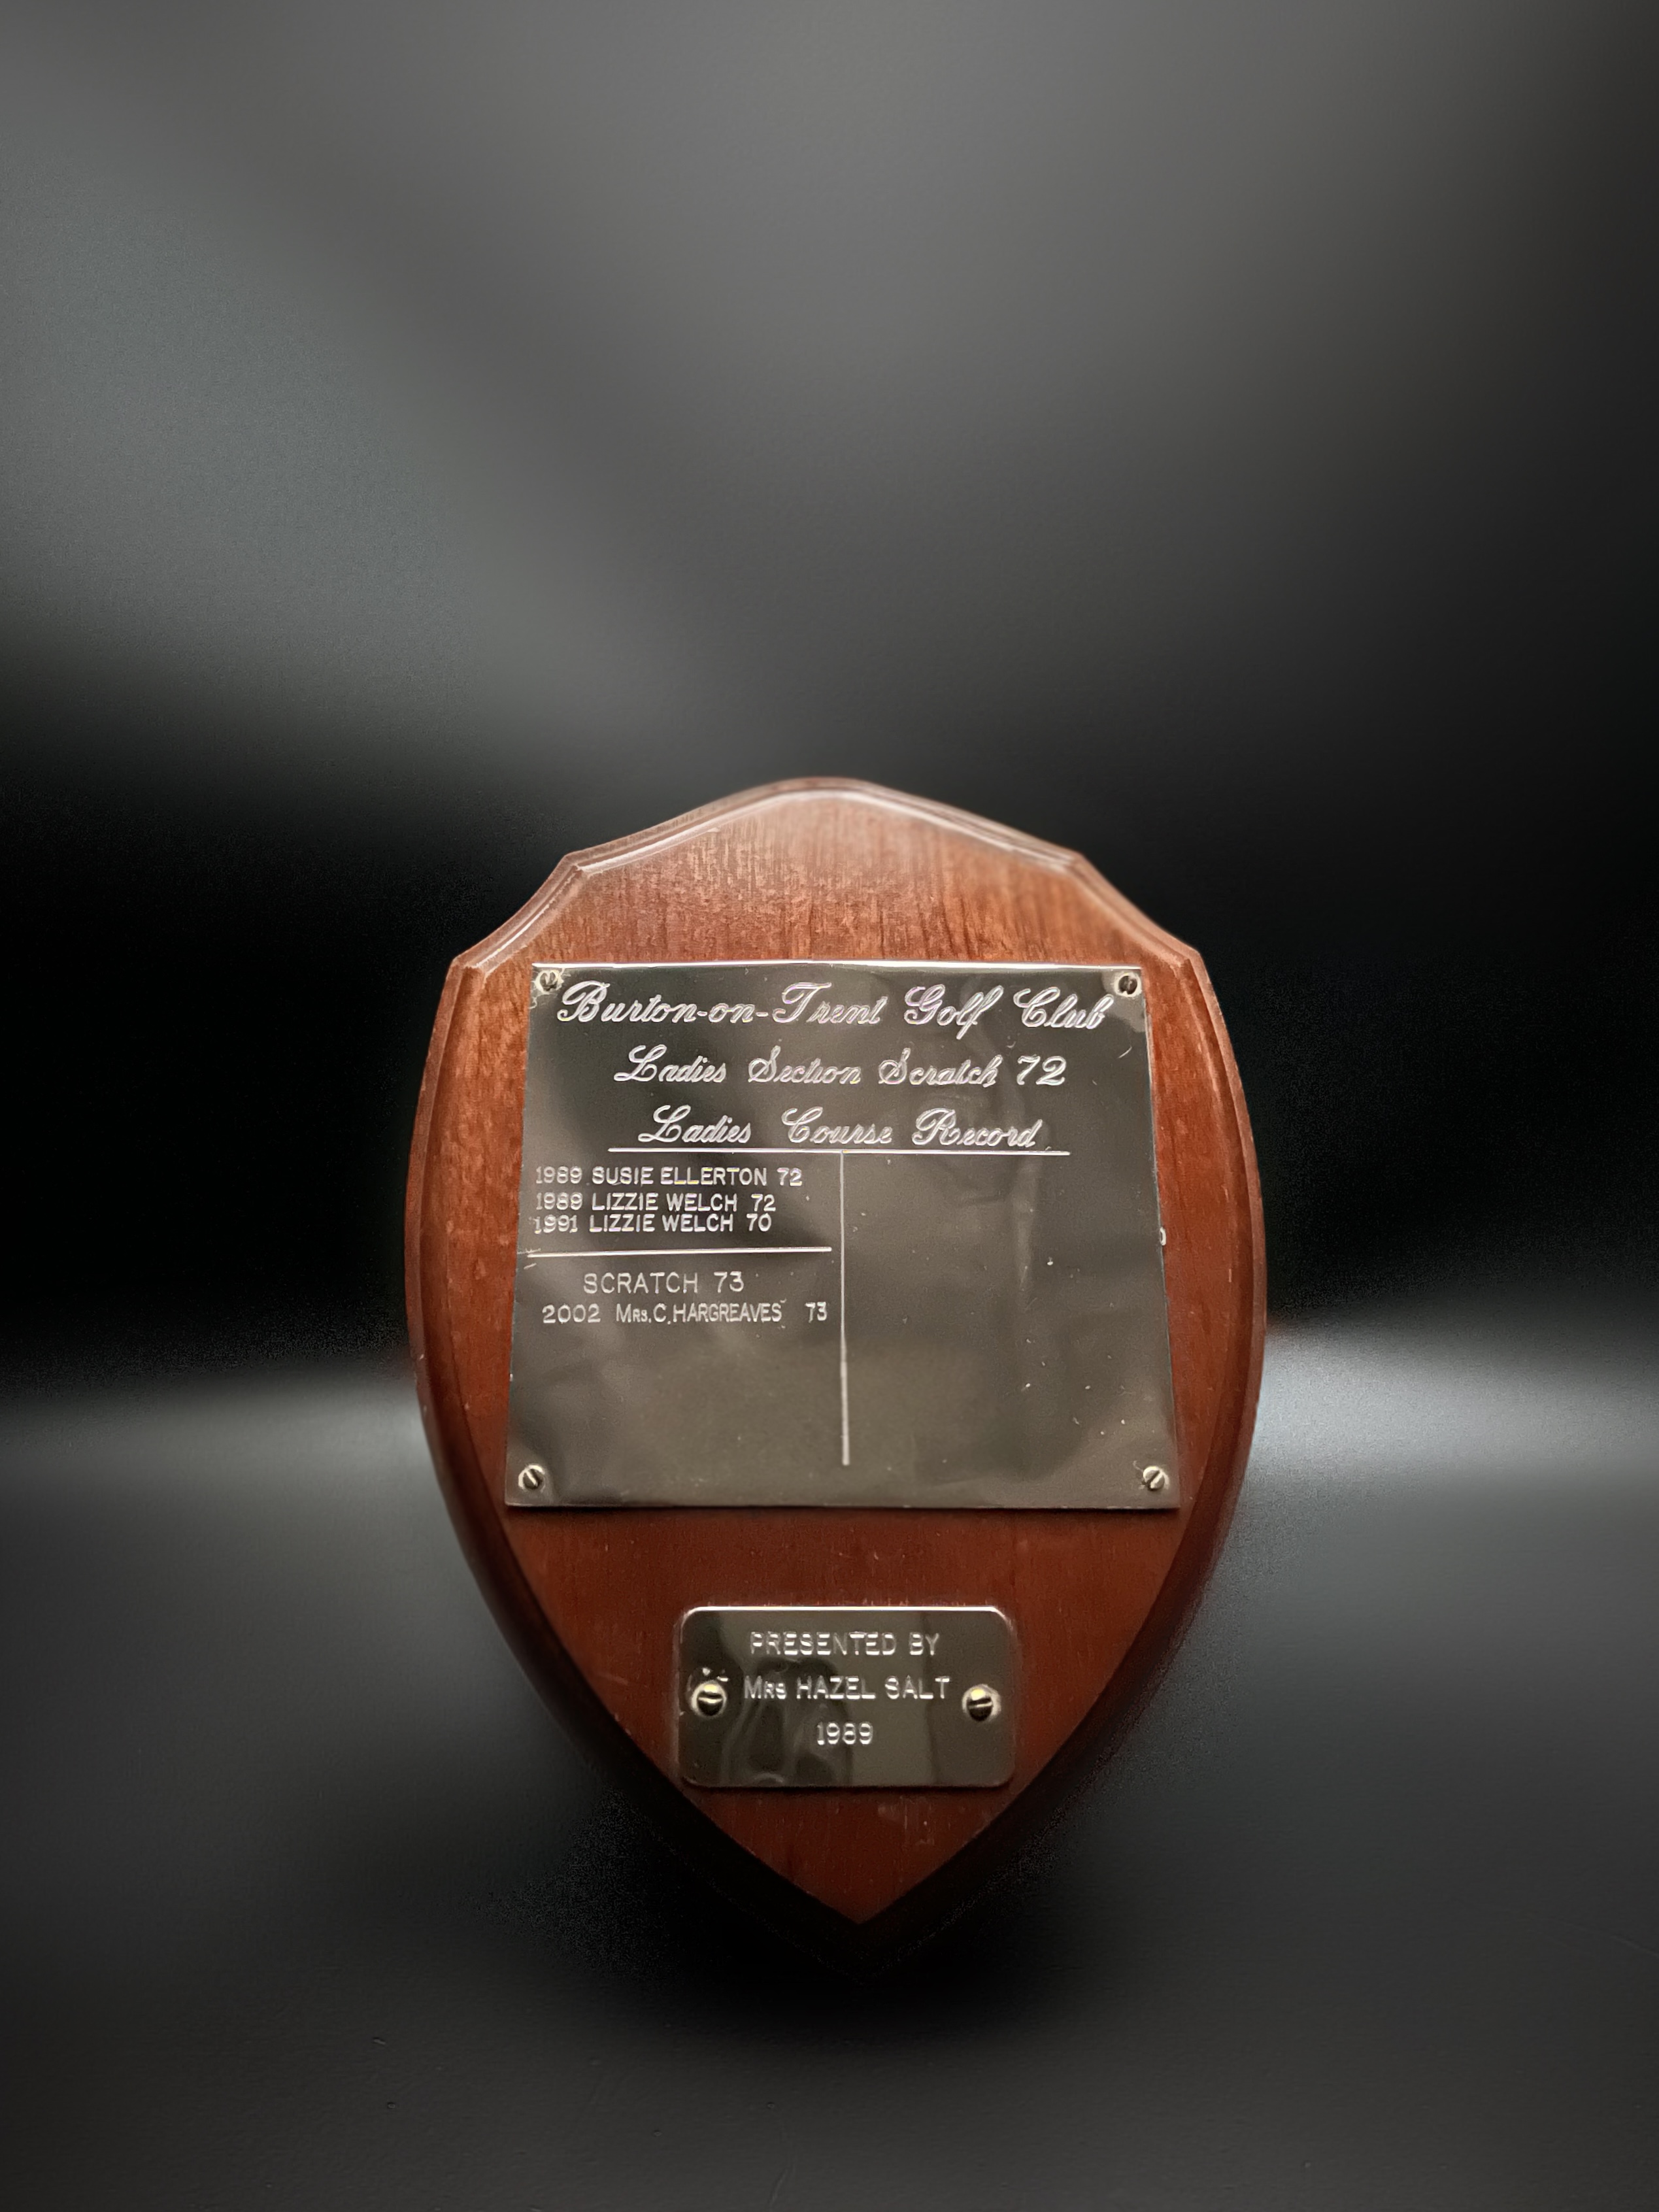 Burton-on-Trent Golf Club
Ladies Section Scratch 72
Ladies Course Record
1989 SUSIE ELLERTON 72
1989 LIZZIE WELCH 72
1991 LIZZIE WELCH 70
SCRATCH 73
2002 Mrs. C. HARGREAVES 73
PRESENTED BY
Mrs HAZEL SALT
1989